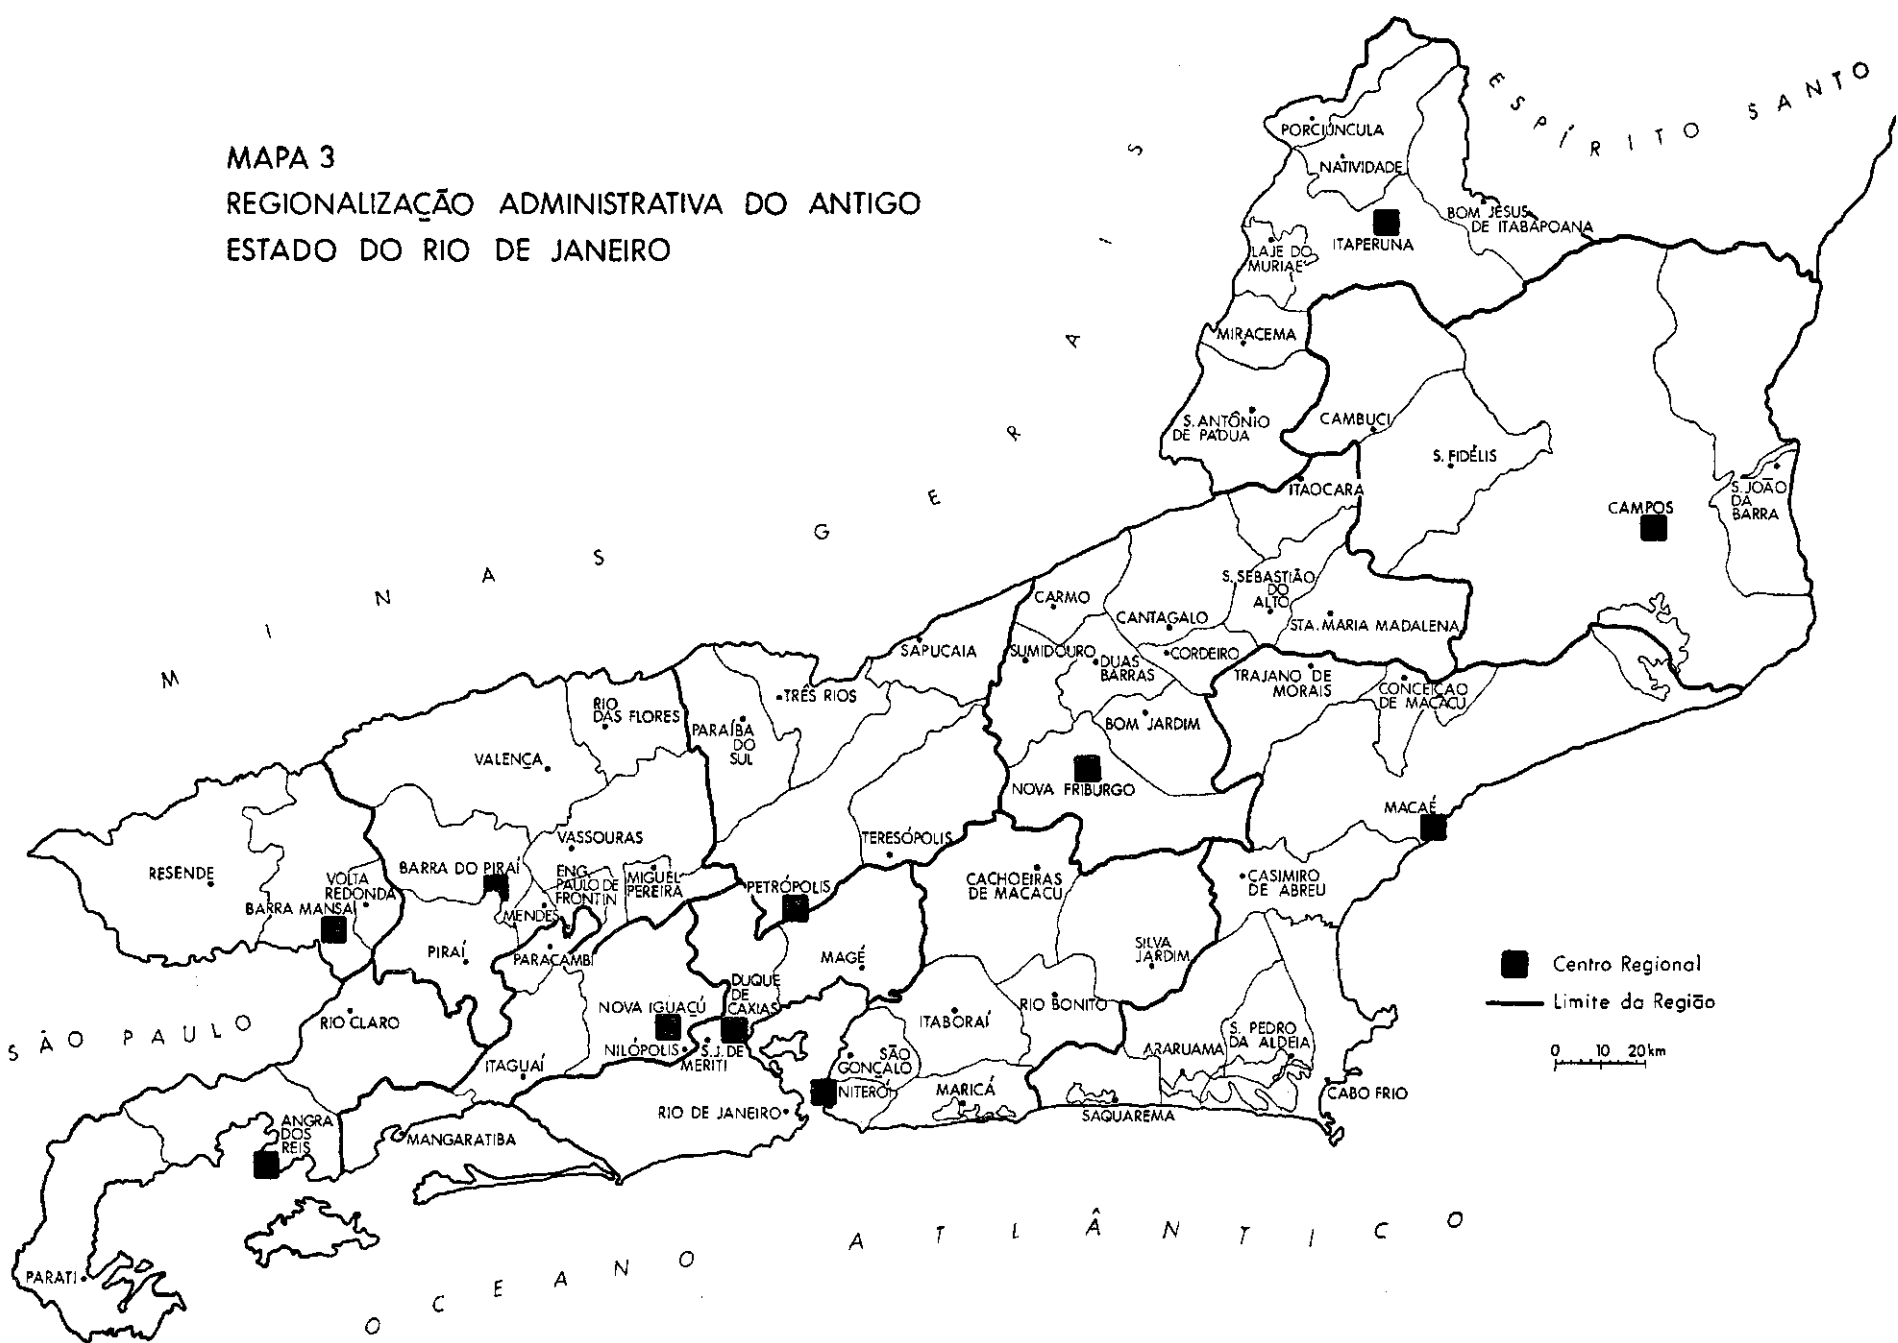 MAPA 3
REGIONALIZAÇÃO ADMINISTRATIVA DO ANTIGO
ESTADO DO RIO DE JANEIRO
ESPÍRITO SANTO
MINAS GERAIS
SÃO PAULO
OCEANO ATLÂNTICO
PORCIÚNCULA
NATIVIDADE
BOM JESUS
DE ITABAPOANA
ITAPERUNA
LAJE DO
MURIAÉ
MIRACEMA
S. ANTÔNIO
DE PÁDUA
CAMBUCI
S. FIDÉLIS
ITAOCARA
CAMPOS
S. JOÃO
DA
BARRA
S. SEBASTIÃO
DO
ALTO
STA. MARIA MADALENA
CARMO
CANTAGALO
CORDEIRO
SUMIDOURO
DUAS
BARRAS
BOM JARDIM
NOVA FRIBURGO
TRAJANO DE
MORAIS
CONCEIÇAO
DE MACACU
MACAÉ
SAPUCAIA
TRÊS RIOS
PARAÍBA
DO
SUL
TERESÓPOLIS
PETRÓPOLIS
RIO
DAS FLORES
VALENÇA
VASSOURAS
BARRA DO PIRAÍ
ENG.
PAULO DE
FRONTIN
MIGUEL
PEREIRA
MENDES
PIRAÍ
PARACAMBI
RESENDE
VOLTA
REDONDA
BARRA MANSA
RIO CLARO
CACHOEIRAS
DE MACACU
CASIMIRO
DE ABREU
SILVA
JARDIM
MAGÉ
DUQUE
DE
CAXIAS
NOVA IGUAÇÚ
NILÓPOLIS
S.J. DE
MERITI
ITABORAÍ
RIO BONITO
SÃO
GONÇALO
NITERÓI
MARICÁ
ARARUAMA
S. PEDRO
DA ALDEIA
SAQUAREMA
CABO FRIO
ITAGUAÍ
RIO DE JANEIRO
MANGARATIBA
ANGRA
DOS
REIS
PARATI
Centro Regional
Limite da Região
0 10 20 km